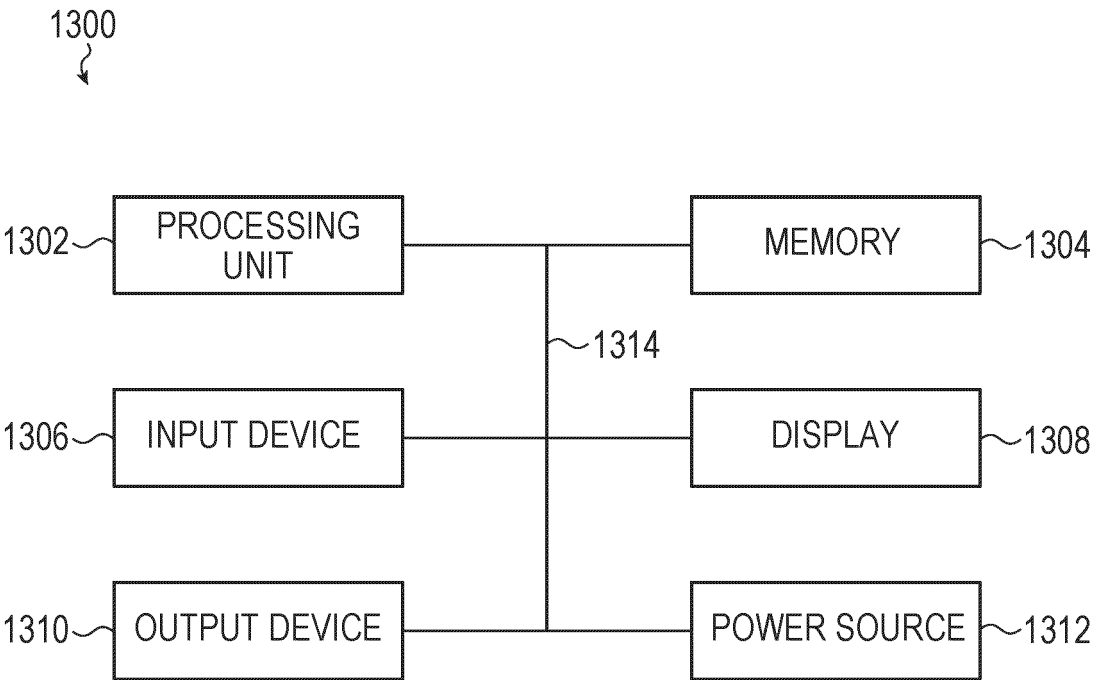 1300
1302
PROCESSING
UNIT
MEMORY
1304
1314
1306
INPUT DEVICE
DISPLAY
1308
1310
OUTPUT DEVICE
POWER SOURCE
1312